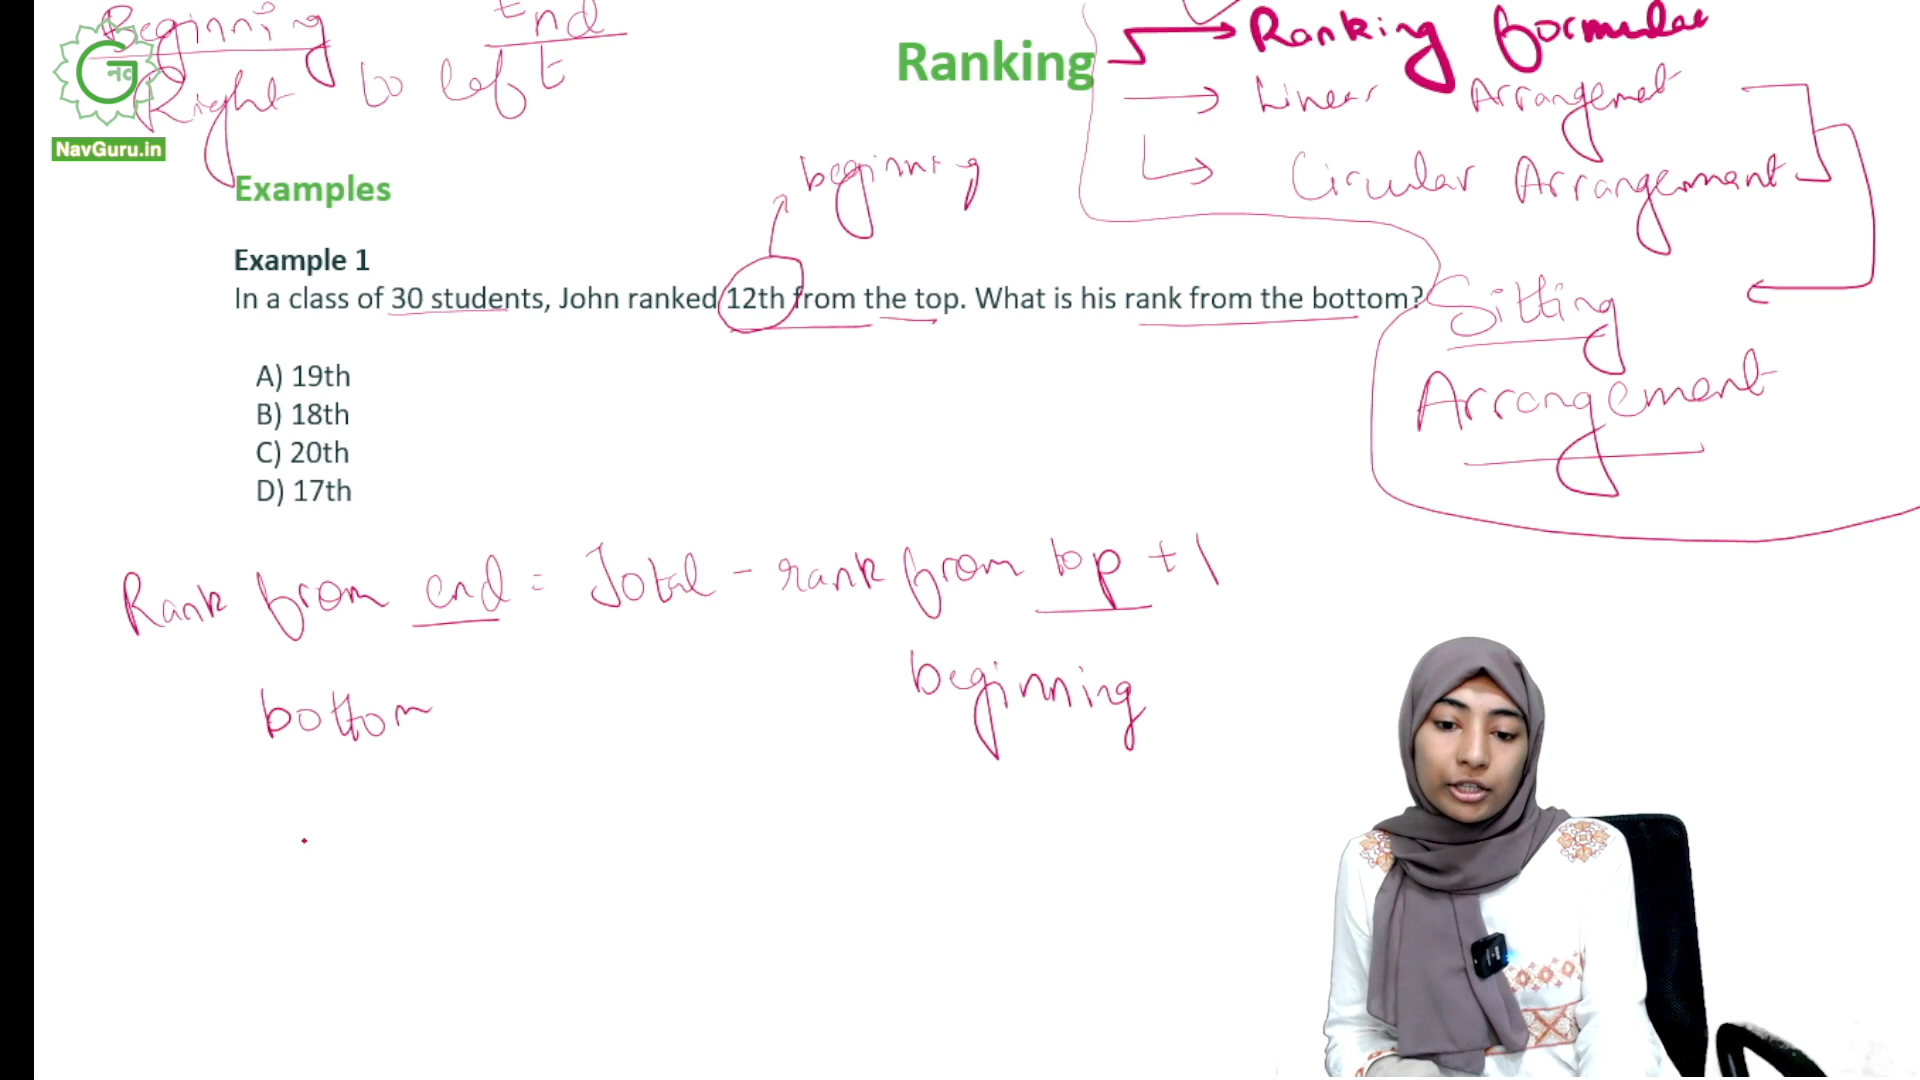 Beginning End
Right to left
नव
NavGuru.in
Ranking
Ranking formulae
Linear Arrangemet
Circular Arrangement
Sitting
Arrangement
Examples
beginning
Example 1
In a class of 30 students, John ranked 12th from the top. What is his rank from the bottom?
A) 19th
B) 18th
C) 20th
D) 17th
Rank from end = Total - rank from top + 1
bottom
beginning